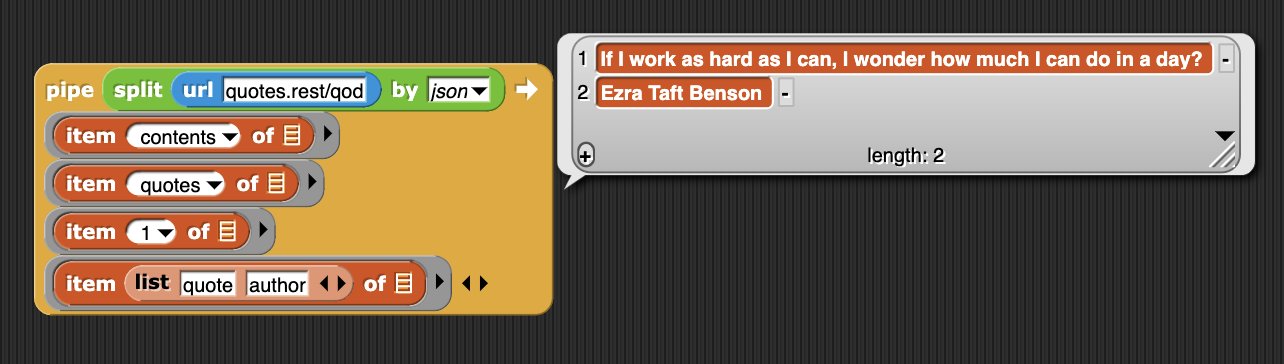 pipe split url quotes.rest/qod by json
item contents of
item quotes of
item 1 of
item list quote author of
1 If I work as hard as I can, I wonder how much I can do in a day? -
2 Ezra Taft Benson -
+ length: 2